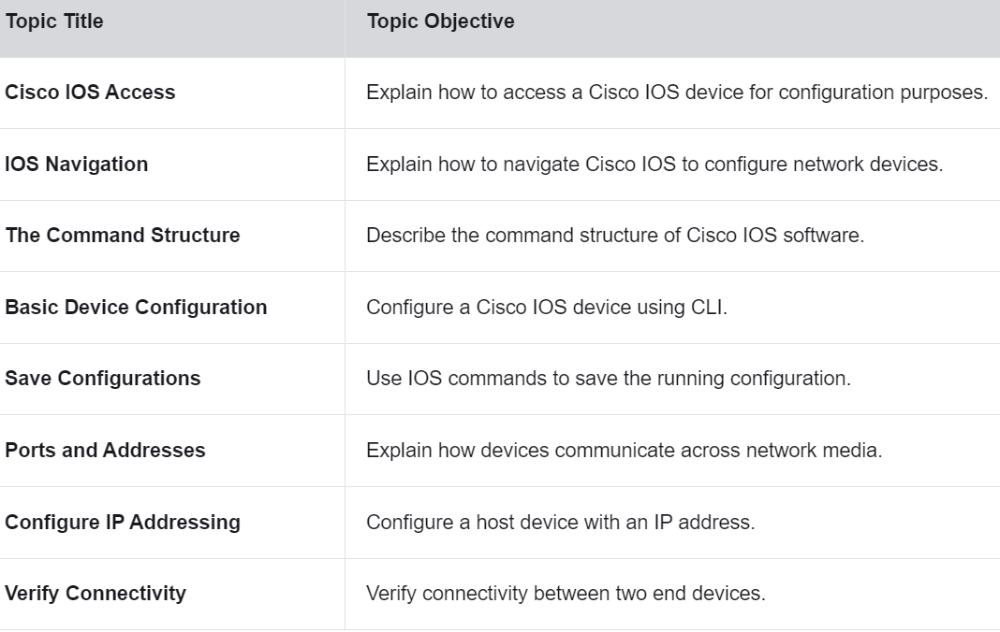 Topic Title Topic Objective
Cisco IOS Access Explain how to access a Cisco IOS device for configuration purposes.
IOS Navigation Explain how to navigate Cisco IOS to configure network devices.
The Command Structure Describe the command structure of Cisco IOS software.
Basic Device Configuration Configure a Cisco IOS device using CLI.
Save Configurations Use IOS commands to save the running configuration.
Ports and Addresses Explain how devices communicate across network media.
Configure IP Addressing Configure a host device with an IP address.
Verify Connectivity Verify connectivity between two end devices.